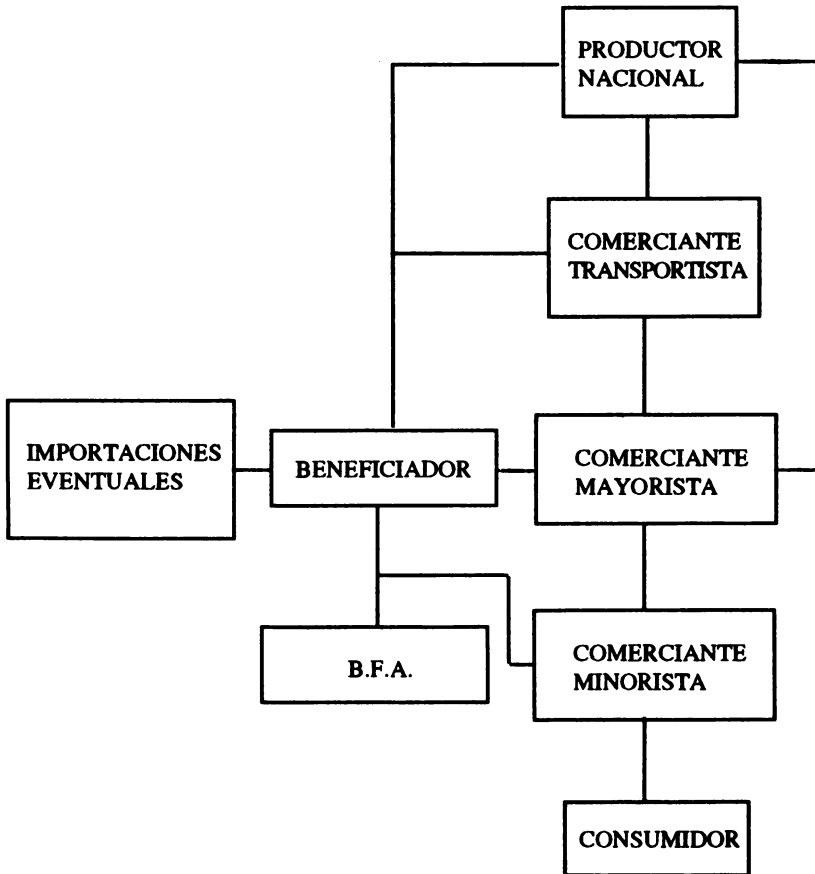 PRODUCTOR
NACIONAL
COMERCIANTE
TRANSPORTISTA
IMPORTACIONES
EVENTUALES
BENEFICIADOR
COMERCIANTE
MAYORISTA
B.F.A.
COMERCIANTE
MINORISTA
CONSUMIDOR